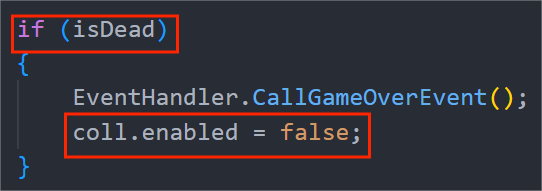 if (isDead)
{
EventHandler.CallGameOverEvent();
coll.enabled = false;
}